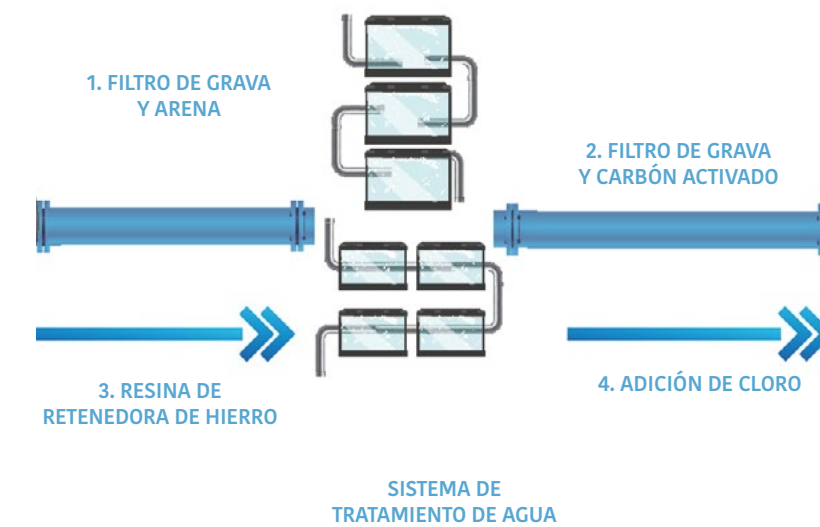 1. FILTRO DE GRAVA
Y ARENA
2. FILTRO DE GRAVA
Y CARBÓN ACTIVADO
3. RESINA DE
RETENEDORA DE HIERRO
4. ADICIÓN DE CLORO
SISTEMA DE
TRATAMIENTO DE AGUA